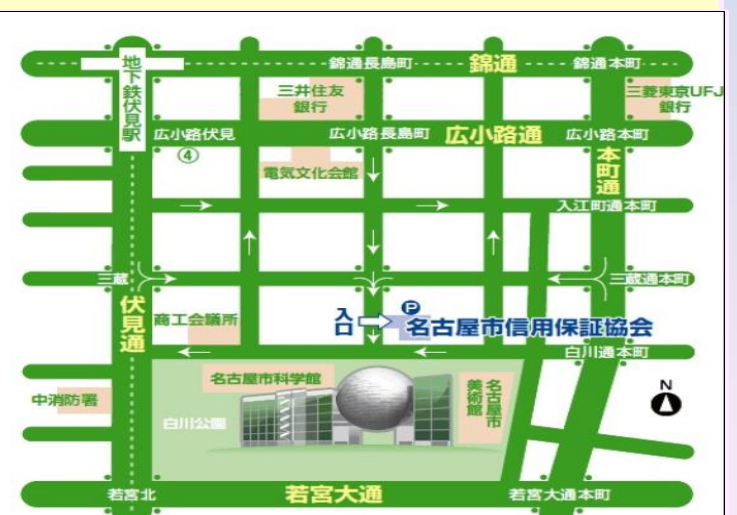 錦通長島町
錦通
錦通本町
地下鉄伏見駅
三井住友
銀行
三菱東京UFJ
銀行
広小路伏見
広小路長島町
広小路通
広小路本町
④
電気文化会館
本町通
入江町通本町
三蔵
三蔵通本町
伏見通
商工会議所
入口
P
名古屋市信用保証協会
白川通本町
名古屋市科学館
名古屋市
美術館
N
中消防署
白川公園
若宮北
若宮大通
若宮大通本町